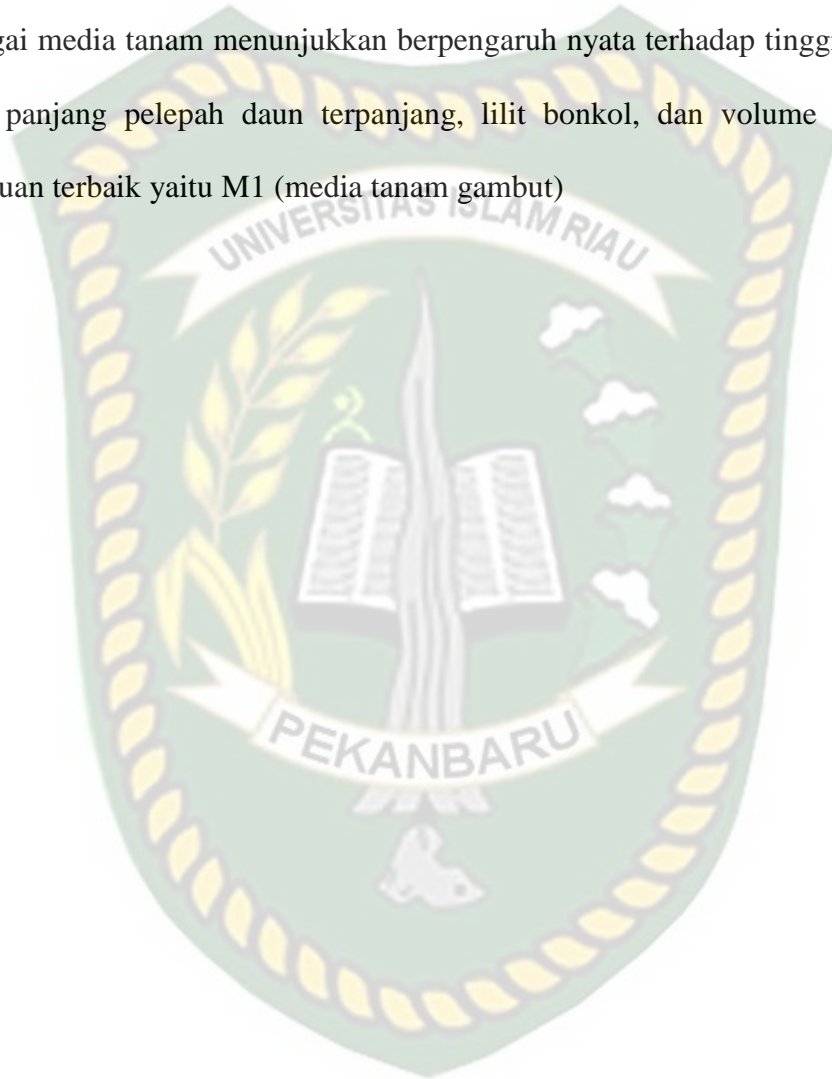 gai media tanam menunjukkan berpengaruh nyata terhadap tingg
panjang pelepah daun terpanjang, lilit bonkol, dan volume
uan terbaik yaitu M1 (media tanam gambut)
UNIVERSITAS ISLAM RIAU
PEKANBARU